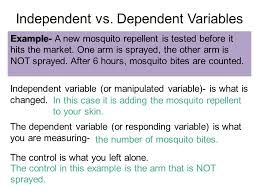 Independent vs. Dependent Variables
Example- A new mosquito repellent is tested before it
hits the market. One arm is sprayed, the other arm is
NOT sprayed. After 6 hours, mosquito bites are counted.
Independent variable (or manipulated variable)- is what is
changed. In this case it is adding the mosquito repellent
to your skin.
The dependent variable (or responding variable) is what
you are measuring- the number of mosquito bites.
The control is what you left alone.
The control in this example is the arm that is NOT
sprayed.